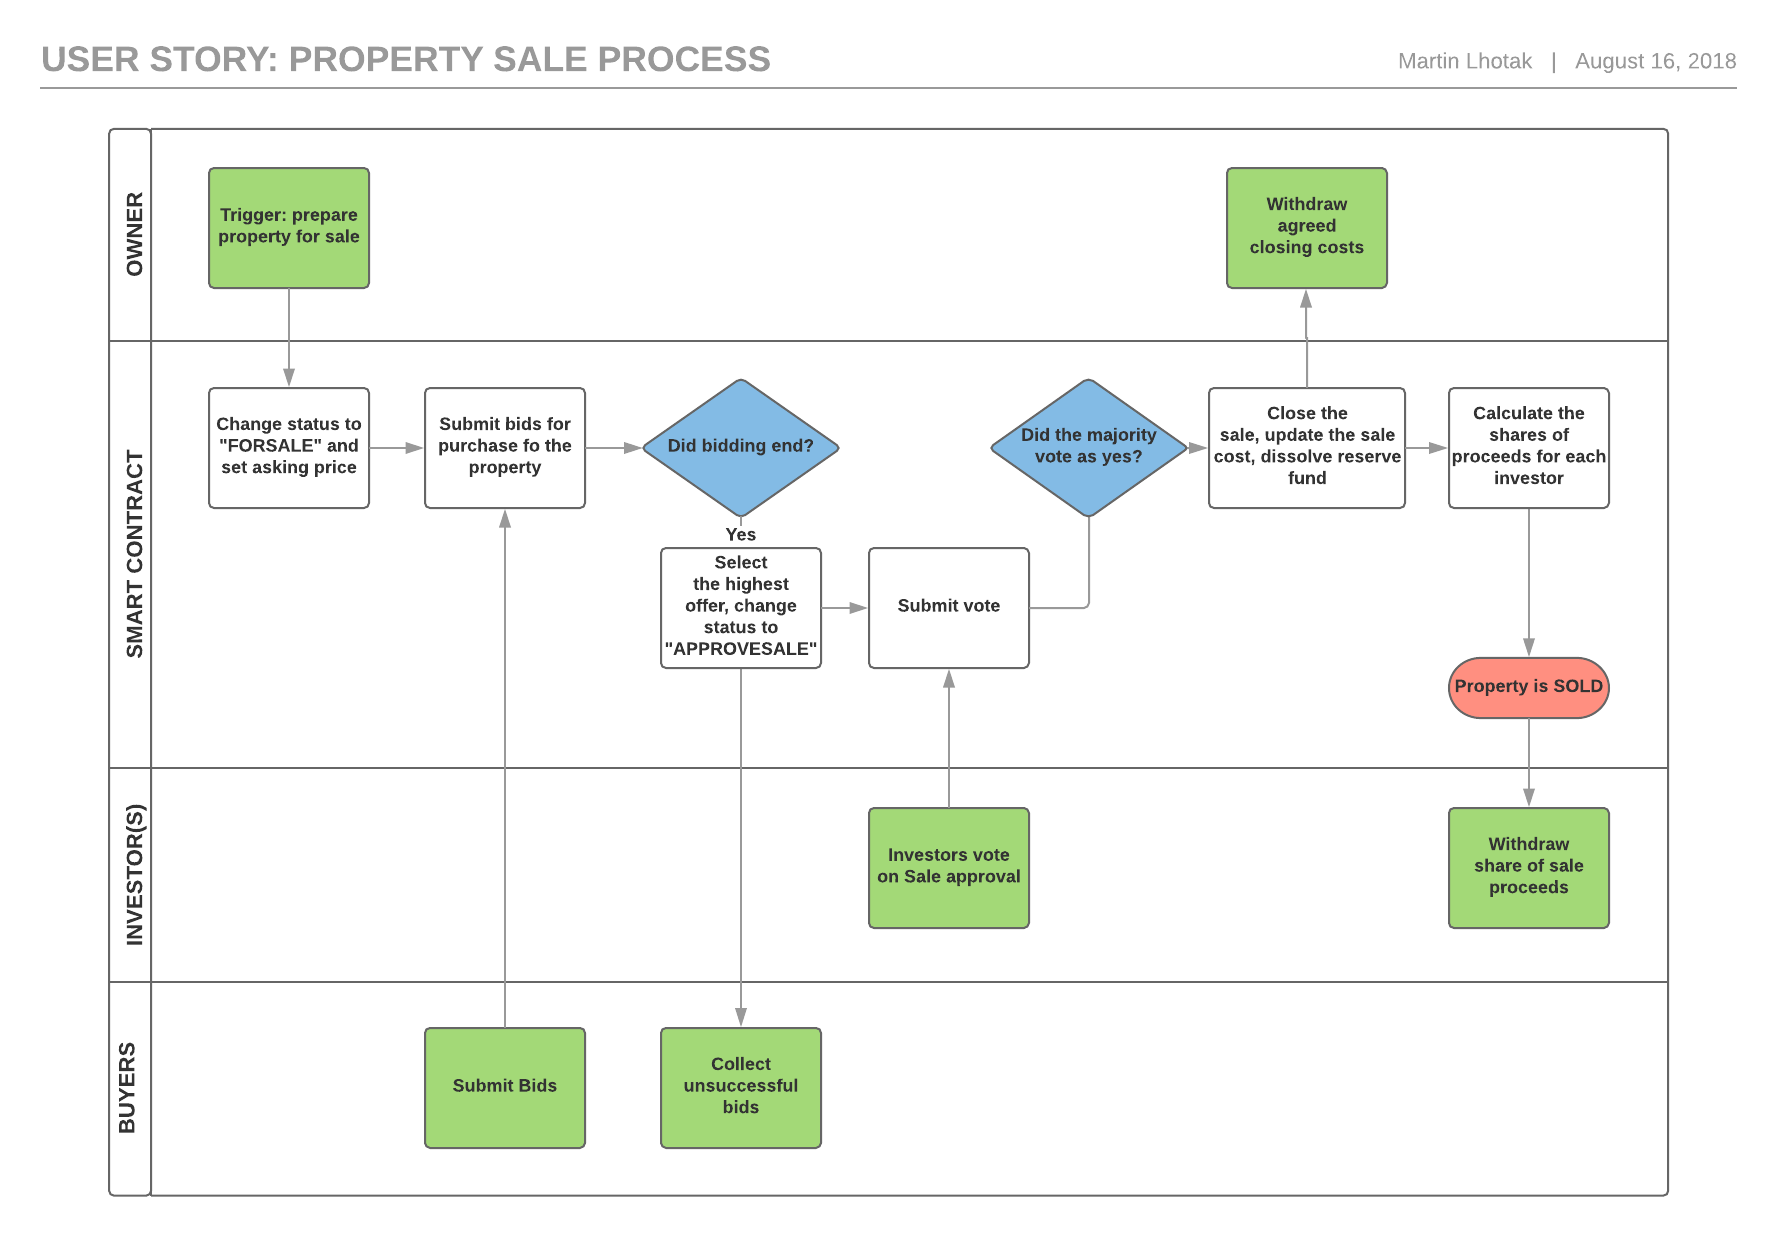 USER STORY: PROPERTY SALE PROCESS
Martin Lhotak | August 16, 2018
OWNER
Trigger: prepare
property for sale
Withdraw
agreed
closing costs
SMART CONTRACT
Change status to
"FORSALE" and
set asking price
Submit bids for
purchase fo the
property
Did bidding end?
Yes
Select
the highest
offer, change
status to
"APPROVESALE"
Submit vote
Did the majority
vote as yes?
Close the
sale, update the sale
cost, dissolve reserve
fund
Calculate the
shares of
proceeds for each
investor
Property is SOLD
INVESTOR(S)
Investors vote
on Sale approval
Withdraw
share of sale
proceeds
BUYERS
Submit Bids
Collect
unsuccessful
bids